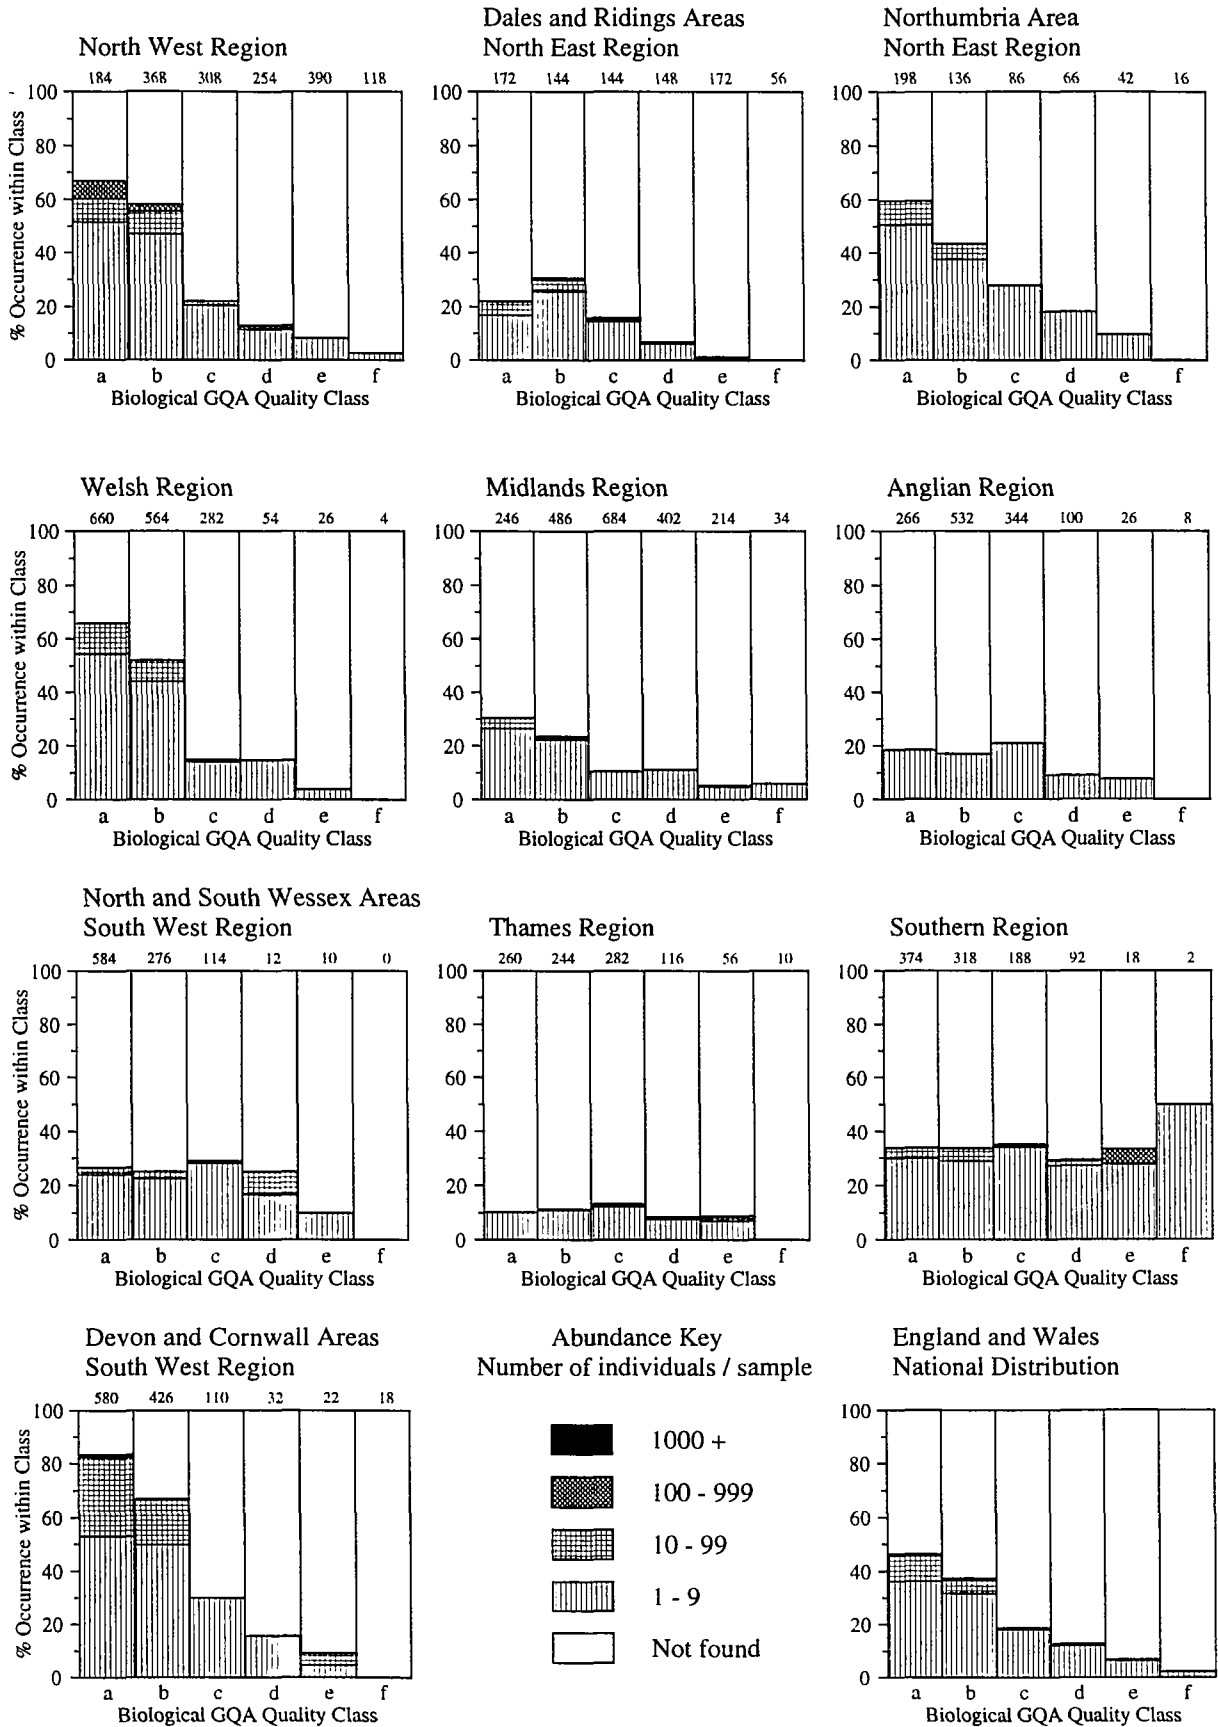 North West Region
184 368 308 254 390 118
% Occurrence within Class
100
80
60
40
20
0
a b c d e f
Biological GQA Quality Class
Dales and Ridings Areas
North East Region
172 144 144 148 172 56
100
80
60
40
20
0
a b c d e f
Biological GQA Quality Class
Northumbria Area
North East Region
198 136 86 66 42 16
100
80
60
40
20
0
a b c d e f
Biological GQA Quality Class
Welsh Region
660 564 282 54 26 4
% Occurrence within Class
100
80
60
40
20
0
a b c d e f
Biological GQA Quality Class
Midlands Region
246 486 684 402 214 34
100
80
60
40
20
0
a b c d e f
Biological GQA Quality Class
Anglian Region
266 532 344 100 26 8
100
80
60
40
20
0
a b c d e f
Biological GQA Quality Class
North and South Wessex Areas
South West Region
584 276 114 12 10 0
% Occurrence within Class
100
80
60
40
20
0
a b c d e f
Biological GQA Quality Class
Thames Region
260 244 282 116 56 10
100
80
60
40
20
0
a b c d e f
Biological GQA Quality Class
Southern Region
374 318 188 92 18 2
100
80
60
40
20
0
a b c d e f
Biological GQA Quality Class
Devon and Cornwall Areas
South West Region
580 426 110 32 22 18
% Occurrence within Class
100
80
60
40
20
0
a b c d e f
Biological GQA Quality Class
Abundance Key
Number of individuals / sample
1000 +
100 - 999
10 - 99
1 - 9
Not found
England and Wales
National Distribution
100
80
60
40
20
0
a b c d e f
Biological GQA Quality Class